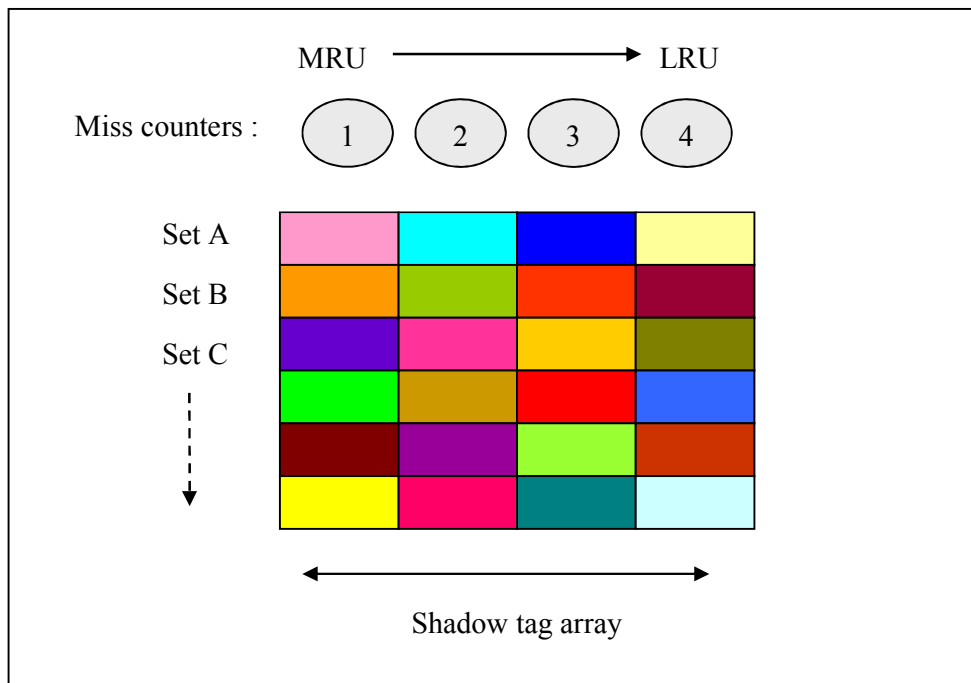 MRU LRU
Miss counters : 1 2 3 4
Set A
Set B
Set C
Shadow tag array